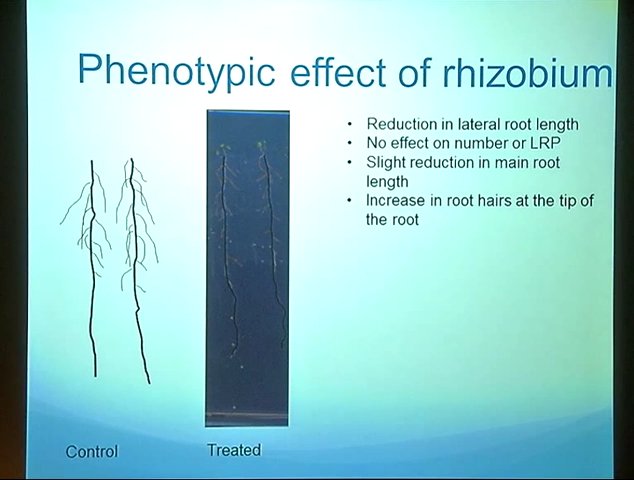 Phenotypic effect of rhizobium
• Reduction in lateral root length
• No effect on number or LRP
• Slight reduction in main root
length
• Increase in root hairs at the tip of
the root
Control
Treated